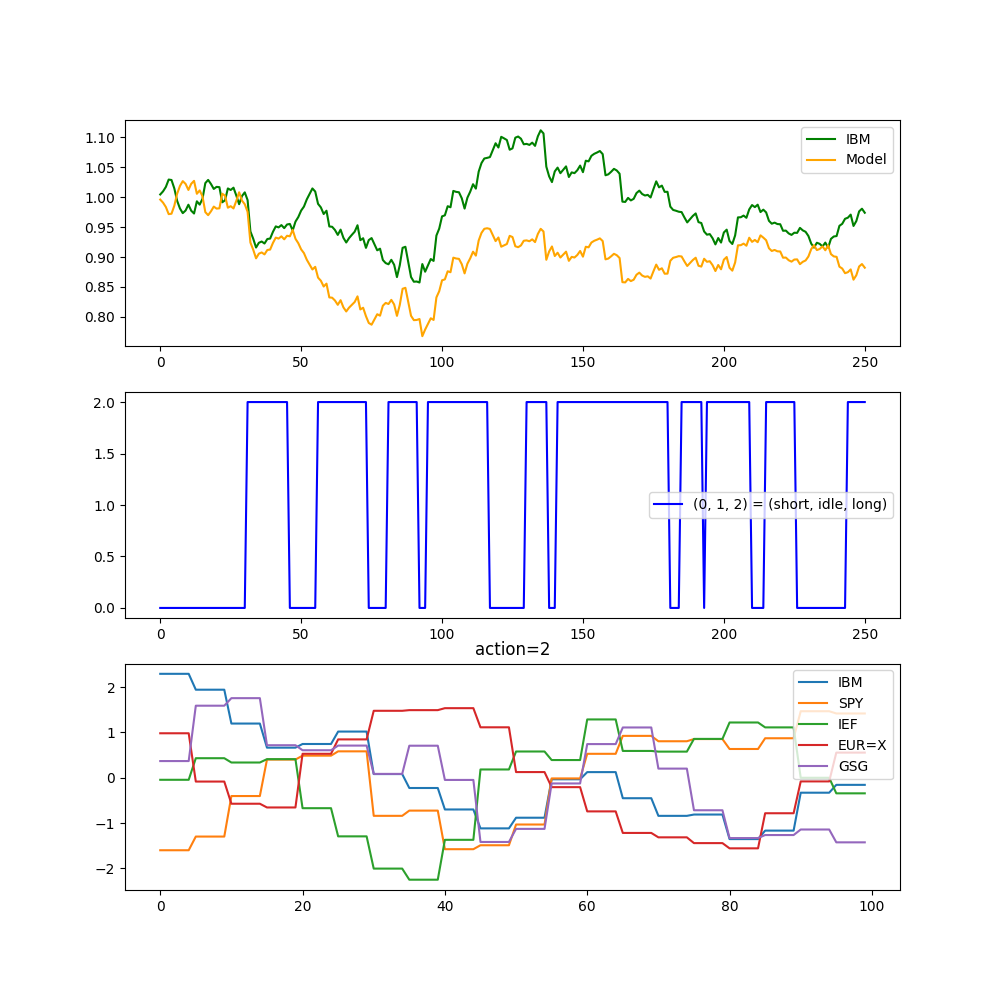 1.10
1.05
1.00
0.95
0.90
0.85
0.80
IBM
Model
0 50 100 150 200 250
2.0
1.5
1.0
0.5
0.0
(0, 1, 2) = (short, idle, long)
0 50 100 150 200 250
action=2
2
1
0
−1
−2
IBM
SPY
IEF
EUR=X
GSG
0 20 40 60 80 100